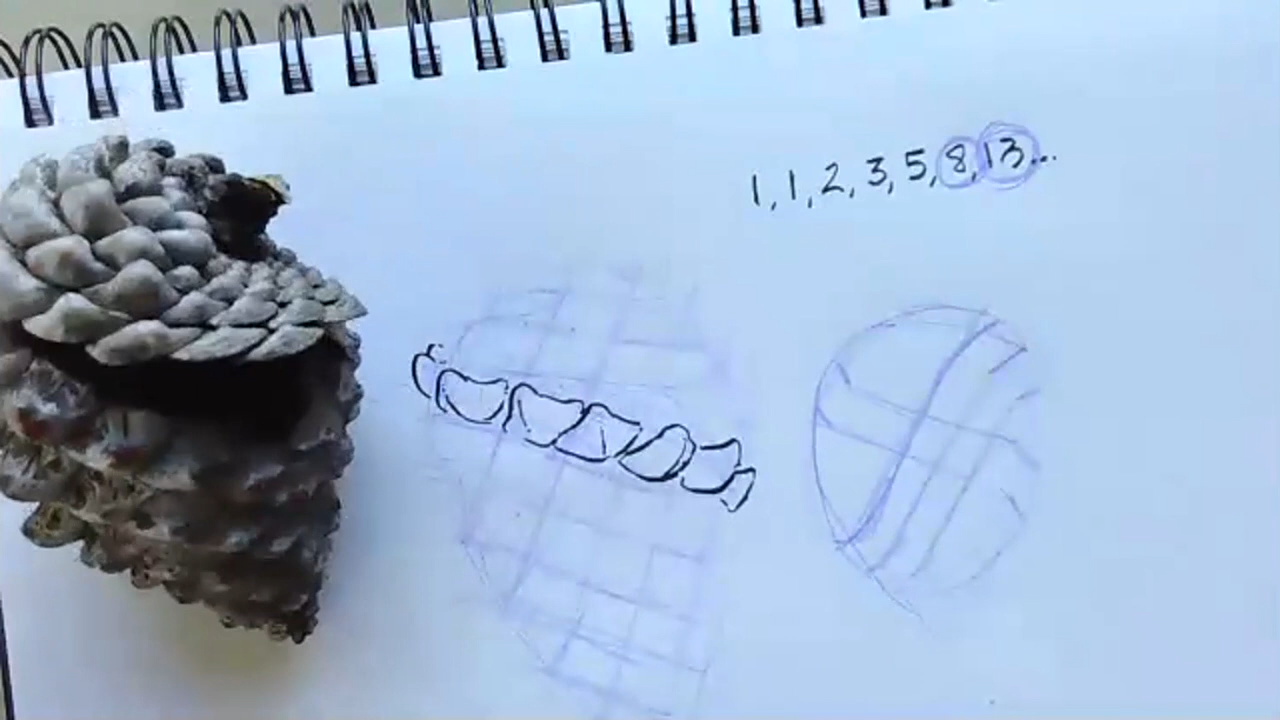 1, 1, 2, 3, 5, 8, 13...